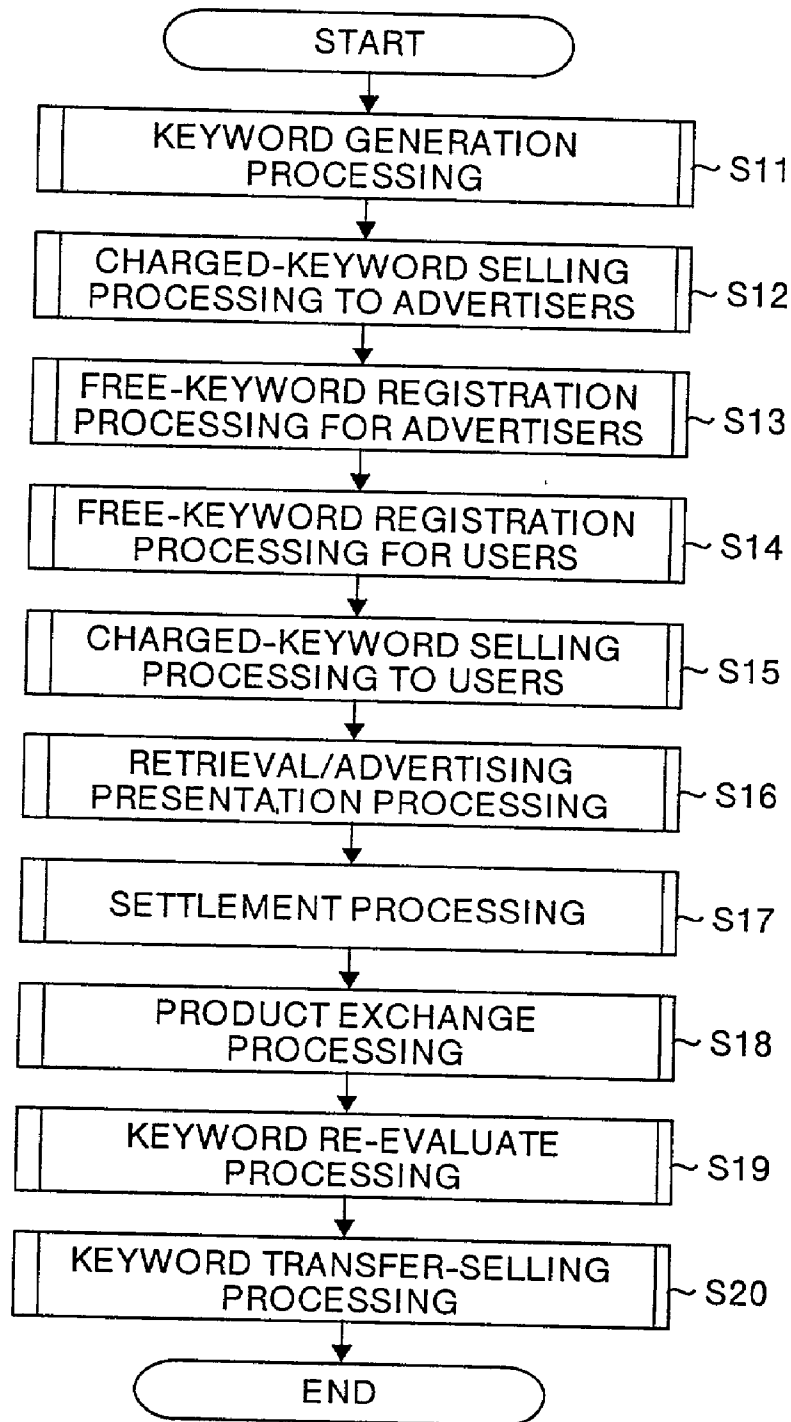 START
KEYWORD GENERATION
PROCESSING
S11
CHARGED-KEYWORD SELLING
PROCESSING TO ADVERTISERS
S12
FREE-KEYWORD REGISTRATION
PROCESSING FOR ADVERTISERS
S13
FREE-KEYWORD REGISTRATION
PROCESSING FOR USERS
S14
CHARGED-KEYWORD SELLING
PROCESSING TO USERS
S15
RETRIEVAL/ADVERTISING
PRESENTATION PROCESSING
S16
SETTLEMENT PROCESSING
S17
PRODUCT EXCHANGE
PROCESSING
S18
KEYWORD RE-EVALUATE
PROCESSING
S19
KEYWORD TRANSFER-SELLING
PROCESSING
S20
END